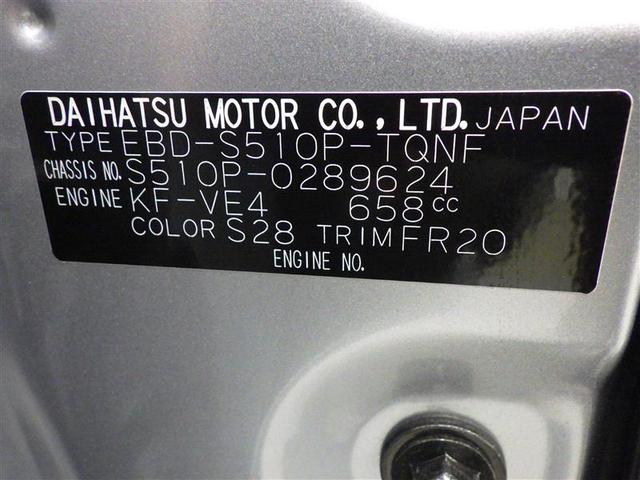 DAIHATSU MOTOR CO., LTD. JAPAN
TYPE EBD-S510P-TQNF
CHASSIS NO. S510P-0289624
ENGINE KF-VE4 658cc
COLOR S28 TRIM FR20
ENGINE NO.